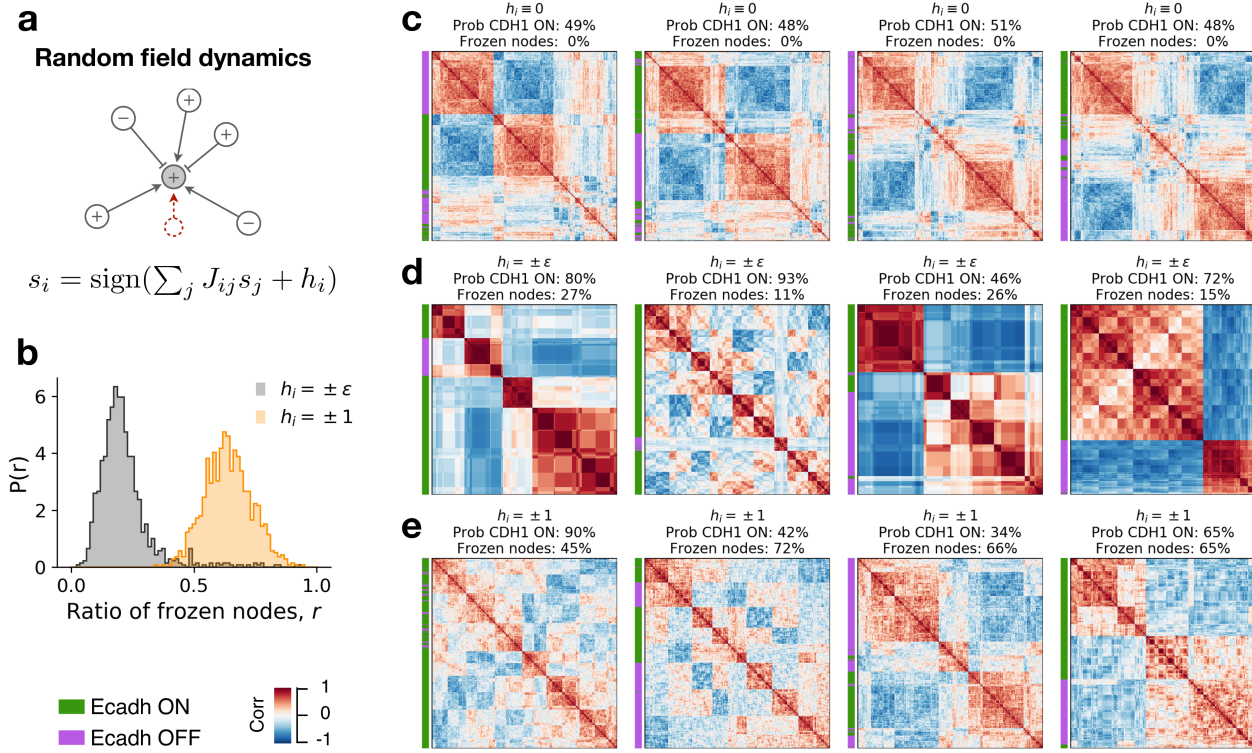 a
Random field dynamics
−
+
+
+
+
−
s_i = sign(∑_j J_{ij}s_j + h_i)
b
h_i = ± ε
h_i = ± 1
P(r)
6
4
2
0
0.0 0.5 1.0
Ratio of frozen nodes, r
Ecadh ON
Ecadh OFF
Corr
1
0
-1
c
h_i ≡ 0
Prob CDH1 ON: 49%
Frozen nodes: 0%
h_i ≡ 0
Prob CDH1 ON: 48%
Frozen nodes: 0%
h_i ≡ 0
Prob CDH1 ON: 51%
Frozen nodes: 0%
h_i ≡ 0
Prob CDH1 ON: 48%
Frozen nodes: 0%
d
h_i = ± ε
Prob CDH1 ON: 80%
Frozen nodes: 27%
h_i = ± ε
Prob CDH1 ON: 93%
Frozen nodes: 11%
h_i = ± ε
Prob CDH1 ON: 46%
Frozen nodes: 26%
h_i = ± ε
Prob CDH1 ON: 72%
Frozen nodes: 15%
e
h_i = ± 1
Prob CDH1 ON: 90%
Frozen nodes: 45%
h_i = ± 1
Prob CDH1 ON: 42%
Frozen nodes: 72%
h_i = ± 1
Prob CDH1 ON: 34%
Frozen nodes: 66%
h_i = ± 1
Prob CDH1 ON: 65%
Frozen nodes: 65%